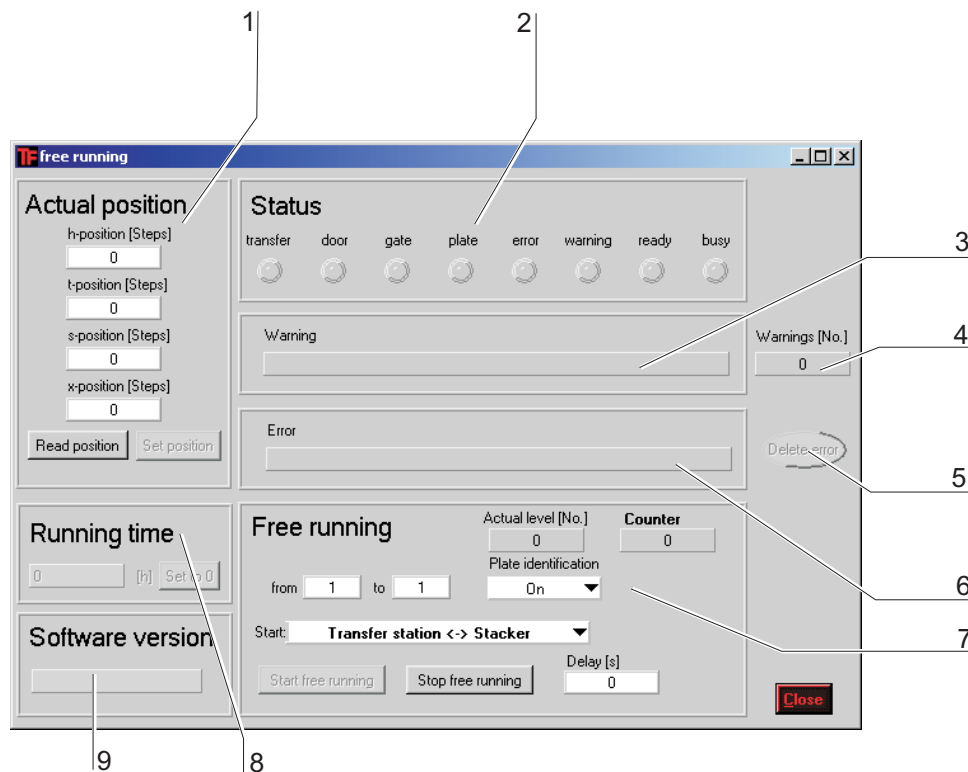 1
2
TF free running
Actual position
h-position [Steps]
0
t-position [Steps]
0
s-position [Steps]
0
x-position [Steps]
0
Read position Set position
Status
transfer door gate plate error warning ready busy
3
Warning
Warnings [No.]
0
4
Error
Delete error
5
6
Running time
0 [h] Set to 0
8
Software version
9
Free running
Actual level [No.]
0
Counter
0
Plate identification
On
from 1 to 1
7
Start: Transfer station <-> Stacker
Delay [s]
0
Start free running Stop free running
Close